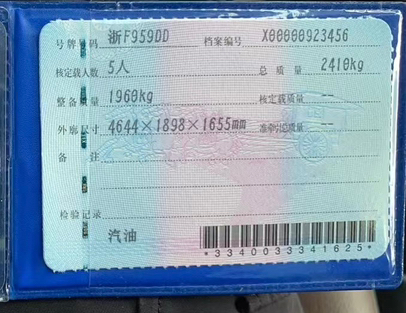 号牌号码 浙F959DD 档案编号 X00000923456
核定载人数 5人 总质量 2410kg
整备质量 1960kg 核定载质量 --
外廓尺寸 4644×1898×1655mm 准牵引总质量 --
备注
检验记录
汽油
*3340033341625*